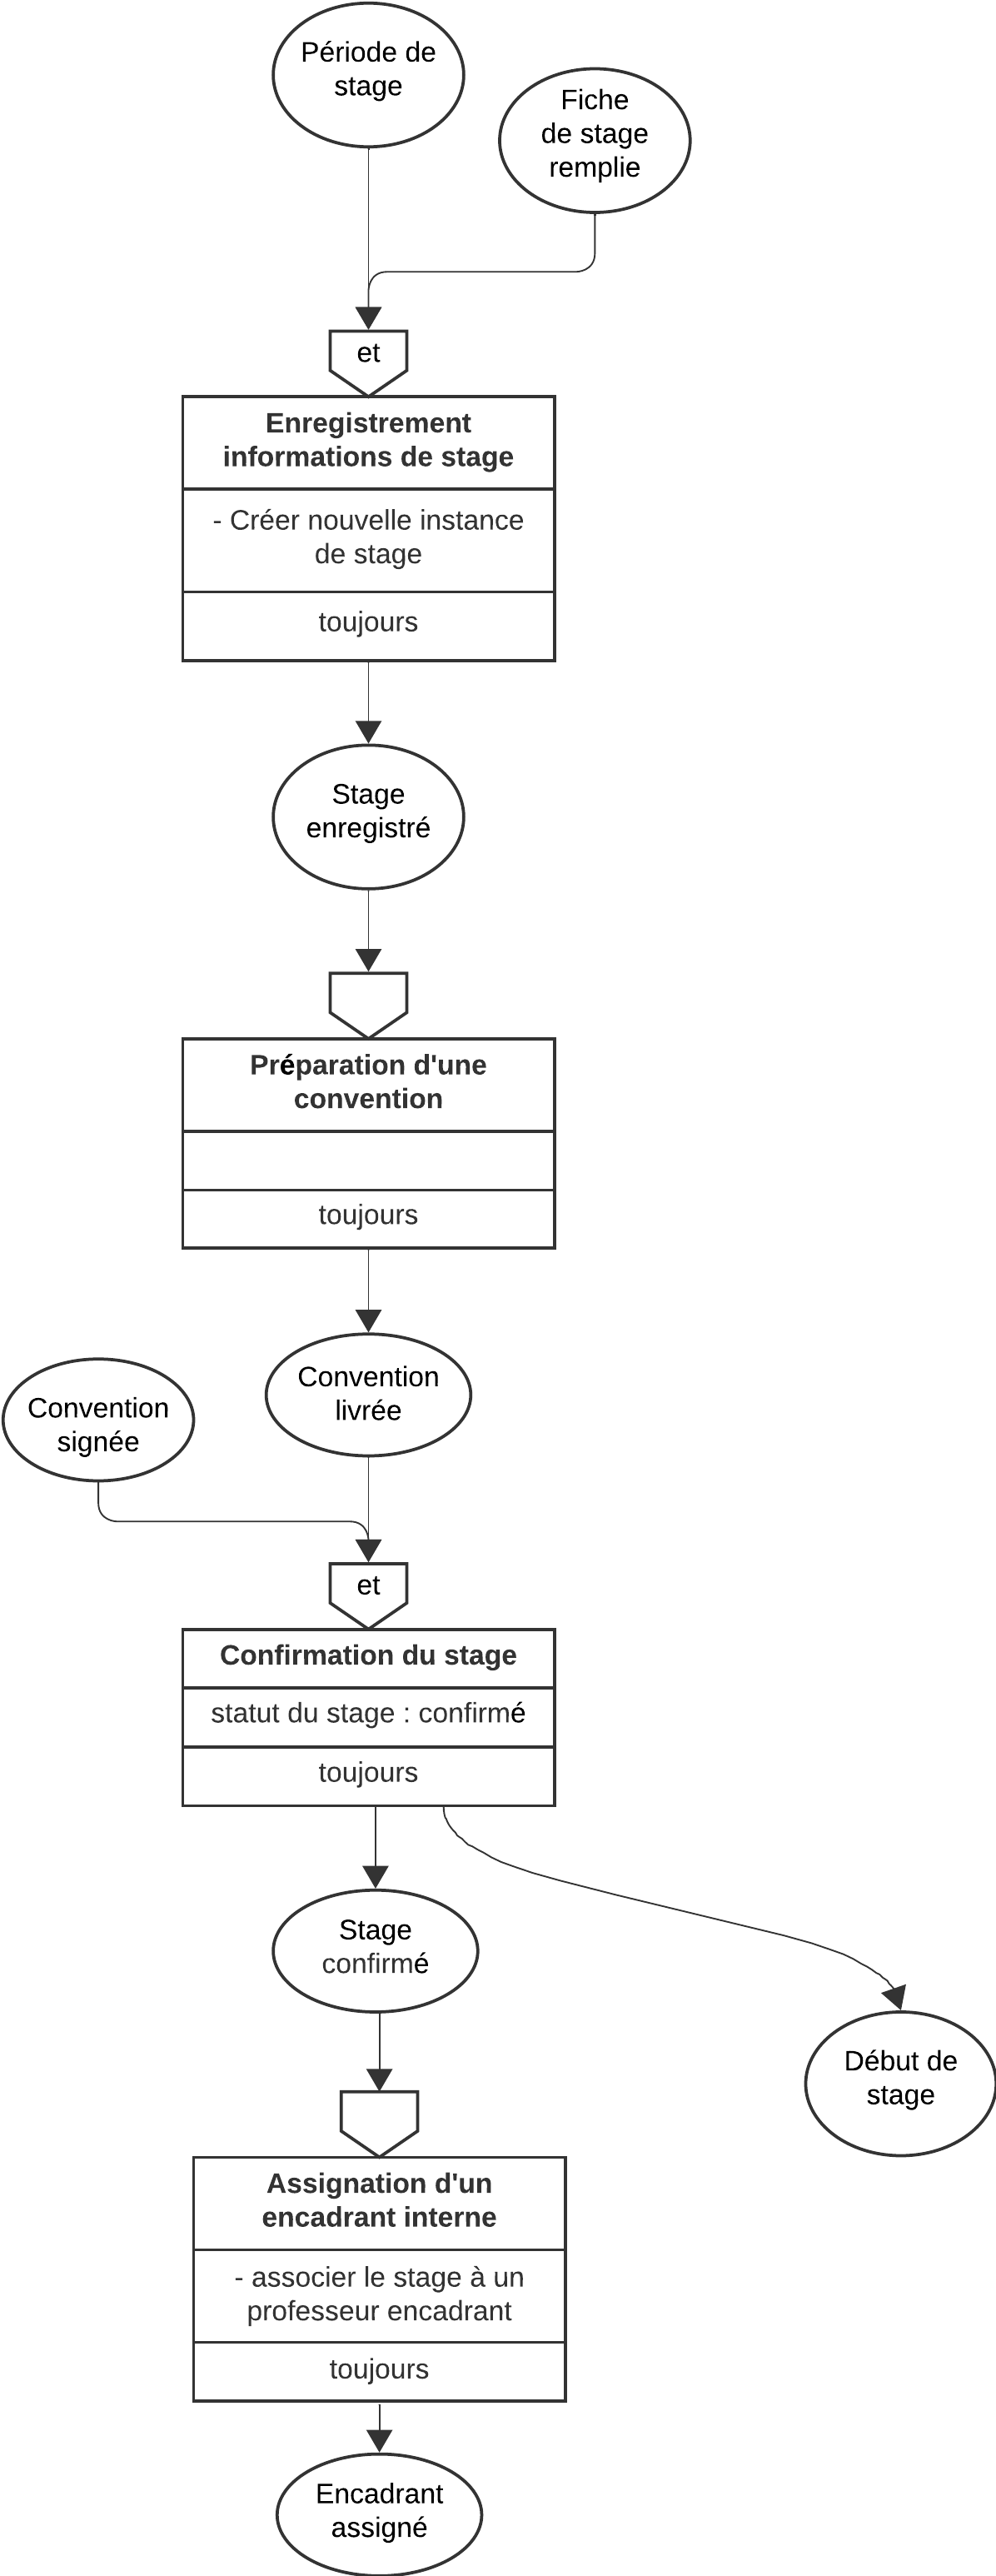 Période de
stage
Fiche
de stage
remplie
et
Enregistrement
informations de stage
- Créer nouvelle instance
de stage
toujours
Stage
enregistré
Préparation d'une
convention
toujours
Convention
livrée
Convention
signée
et
Confirmation du stage
statut du stage : confirmé
toujours
Stage
confirmé
Début de
stage
Assignation d'un
encadrant interne
- associer le stage à un
professeur encadrant
toujours
Encadrant
assigné